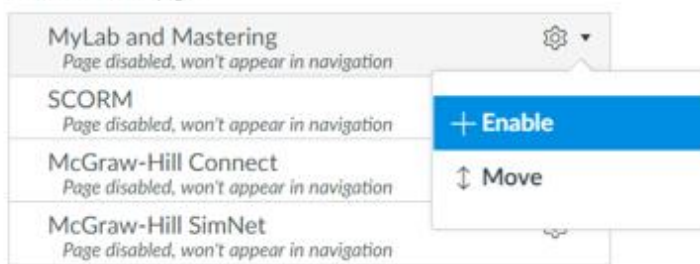 MyLab and Mastering
Page disabled, won't appear in navigation
SCORM
Page disabled, won't appear in navigation
+ Enable
McGraw-Hill Connect
Page disabled, won't appear in navigation
Move
McGraw-Hill SimNet
Page disabled, won't appear in navigation